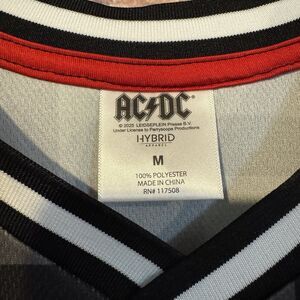 AC⚡DC
© 2025 LEIDSEPLEIN Presse B.V.
Under License to Perryscope Productions
HYBRID
APPAREL
M
100% POLYESTER
MADE IN CHINA
RN# 117508